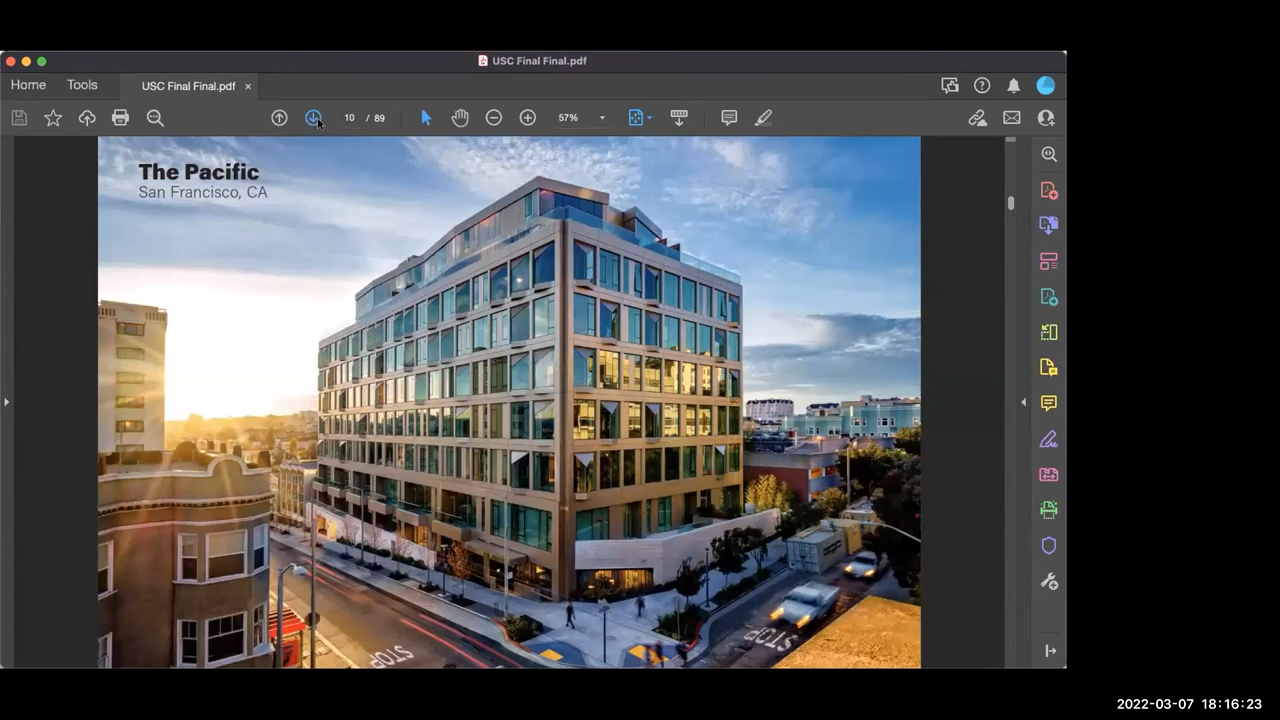 USC Final Final.pdf
Home
Tools
USC Final Final.pdf ×
10 / 89
57%
The Pacific
San Francisco, CA
STOP
STOP
2022-03-07 18:16:23